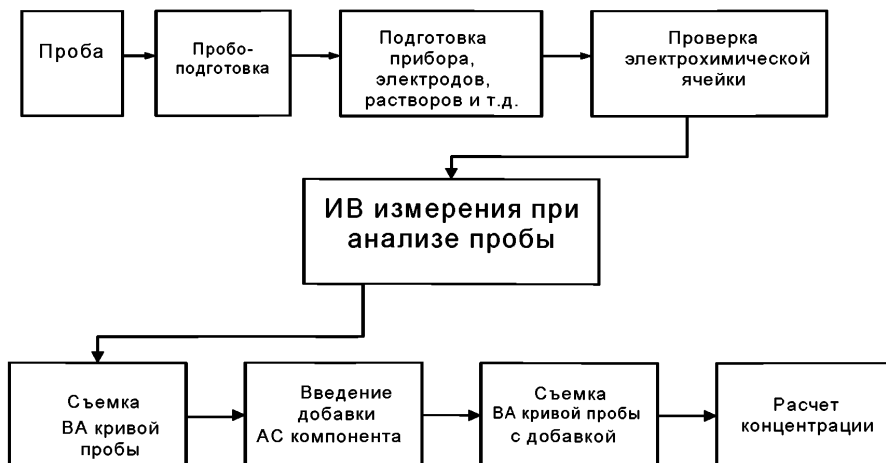 Проба
Пробо-
подготовка
Подготовка
прибора,
электродов,
растворов и т.д.
Проверка
электрохимической
ячейки
ИВ измерения при
анализе пробы
Съемка
ВА кривой
пробы
Введение
добавки
АС компонента
Съемка
ВА кривой пробы
с добавкой
Расчет
концентрации